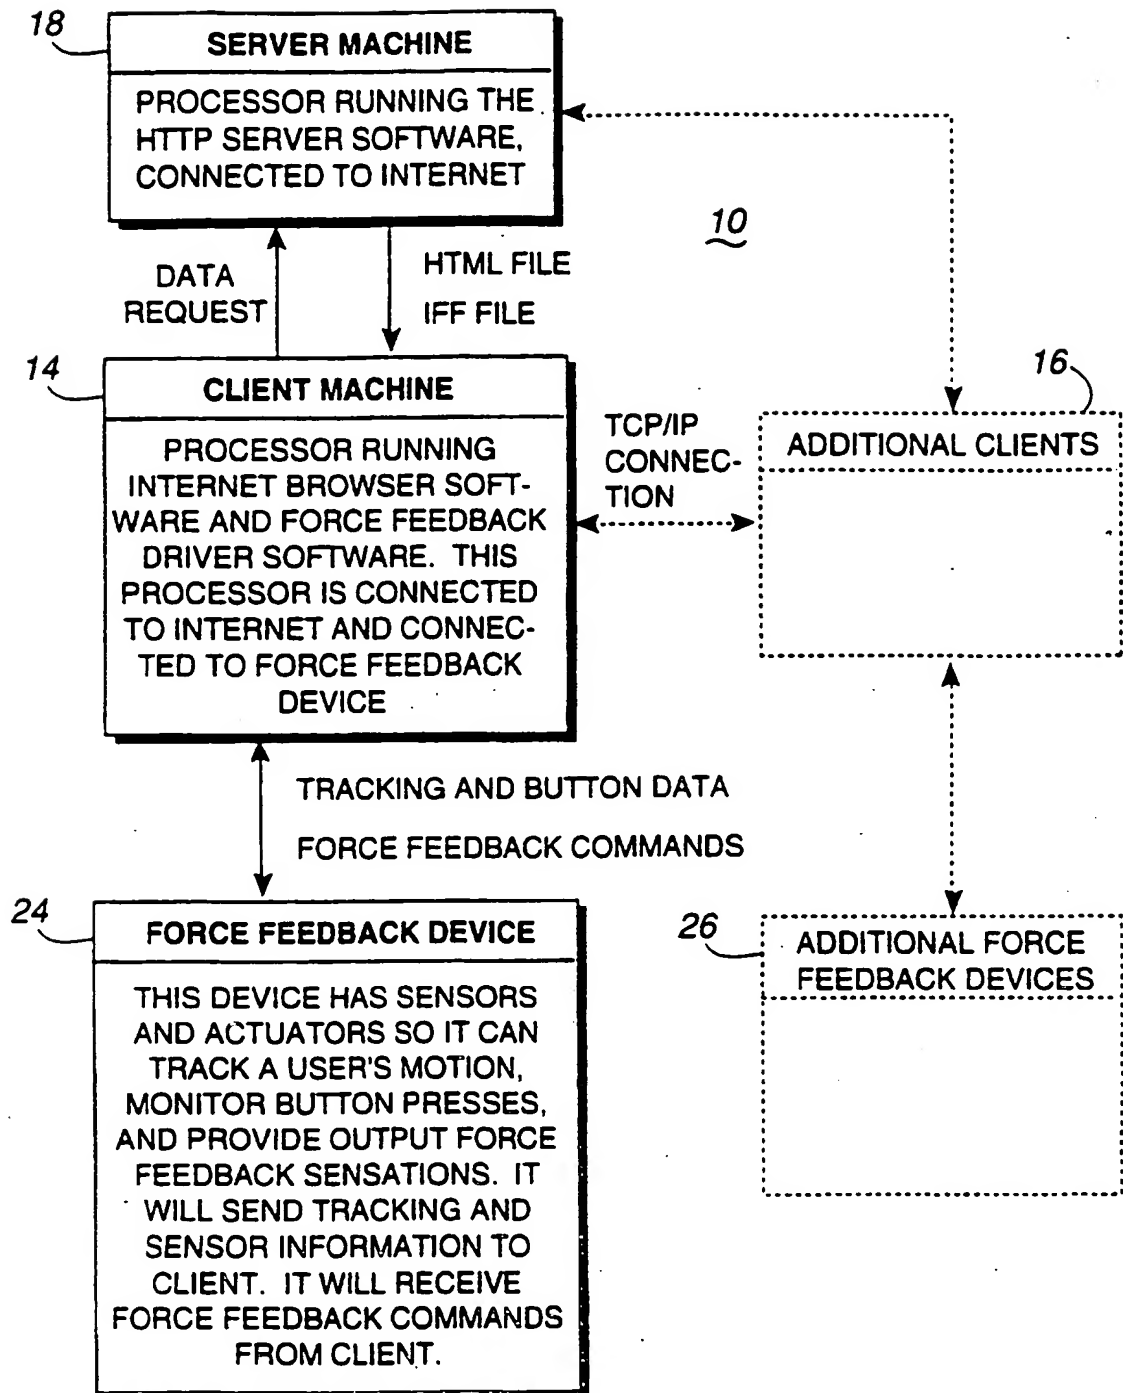 18
SERVER MACHINE
PROCESSOR RUNNING THE
HTTP SERVER SOFTWARE,
CONNECTED TO INTERNET
10
DATA
REQUEST
HTML FILE
IFF FILE
14
CLIENT MACHINE
PROCESSOR RUNNING
INTERNET BROWSER SOFT-
WARE AND FORCE FEEDBACK
DRIVER SOFTWARE. THIS
PROCESSOR IS CONNECTED
TO INTERNET AND CONNEC-
TED TO FORCE FEEDBACK
DEVICE
TCP/IP
CONNEC-
TION
16
ADDITIONAL CLIENTS
TRACKING AND BUTTON DATA
FORCE FEEDBACK COMMANDS
24
FORCE FEEDBACK DEVICE
THIS DEVICE HAS SENSORS
AND ACTUATORS SO IT CAN
TRACK A USER'S MOTION,
MONITOR BUTTON PRESSES,
AND PROVIDE OUTPUT FORCE
FEEDBACK SENSATIONS. IT
WILL SEND TRACKING AND
SENSOR INFORMATION TO
CLIENT. IT WILL RECEIVE
FORCE FEEDBACK COMMANDS
FROM CLIENT.
26
ADDITIONAL FORCE
FEEDBACK DEVICES